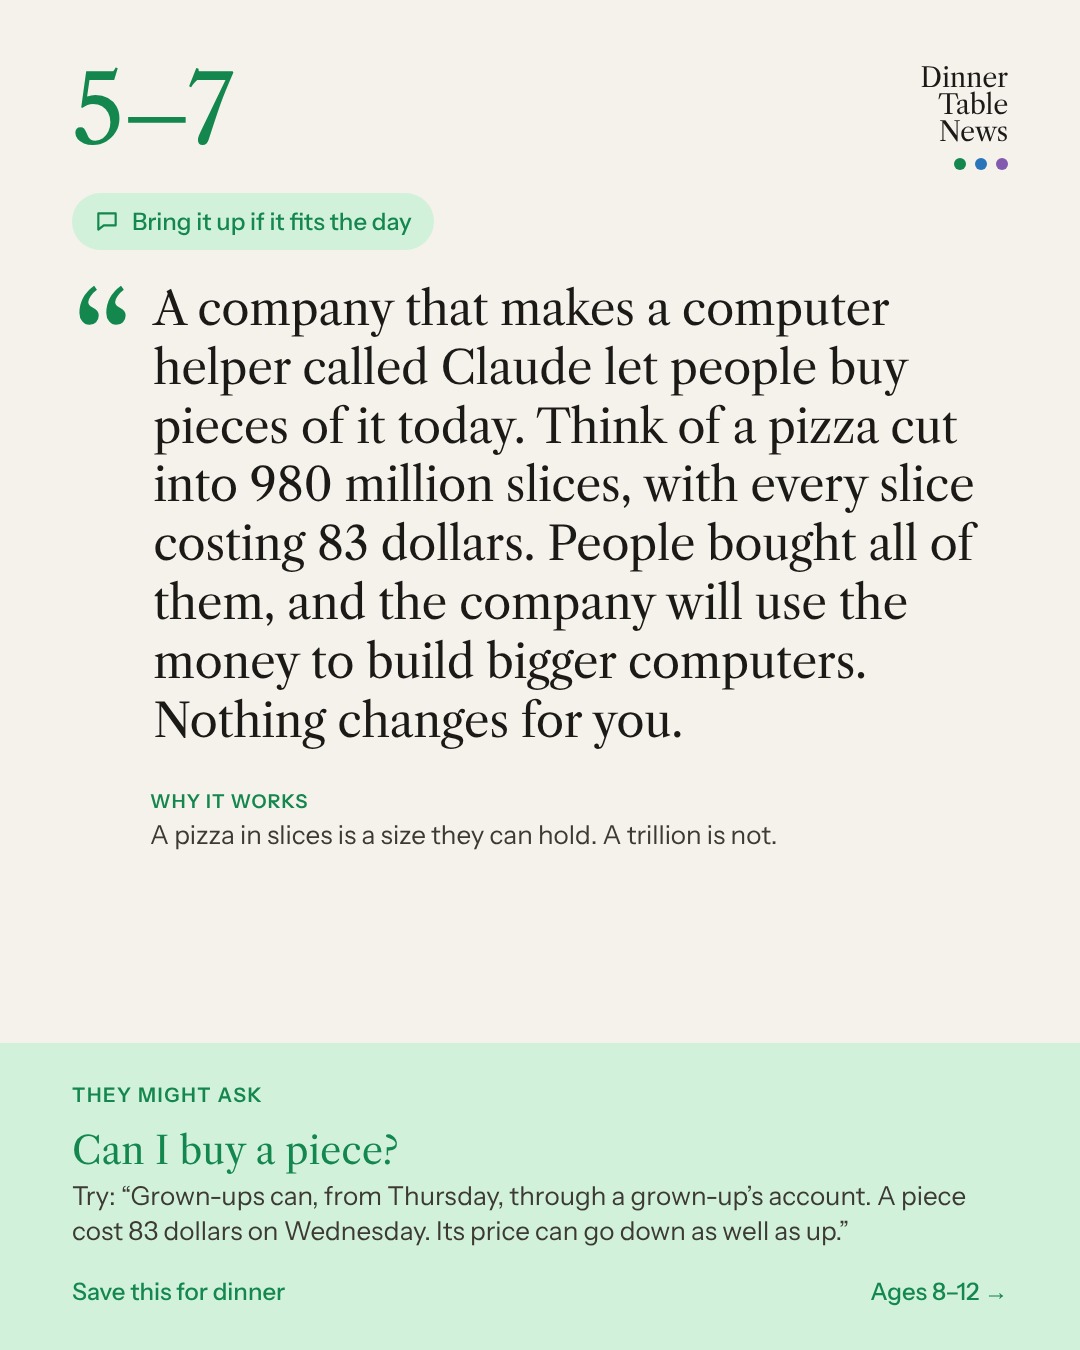 5–7
Dinner
Table
News
Bring it up if it fits the day
“A company that makes a computer
helper called Claude let people buy
pieces of it today. Think of a pizza cut
into 980 million slices, with every slice
costing 83 dollars. People bought all of
them, and the company will use the
money to build bigger computers.
Nothing changes for you.
WHY IT WORKS
A pizza in slices is a size they can hold. A trillion is not.
THEY MIGHT ASK
Can I buy a piece?
Try: “Grown-ups can, from Thursday, through a grown-up’s account. A piece
cost 83 dollars on Wednesday. Its price can go down as well as up.”
Save this for dinner
Ages 8–12 →